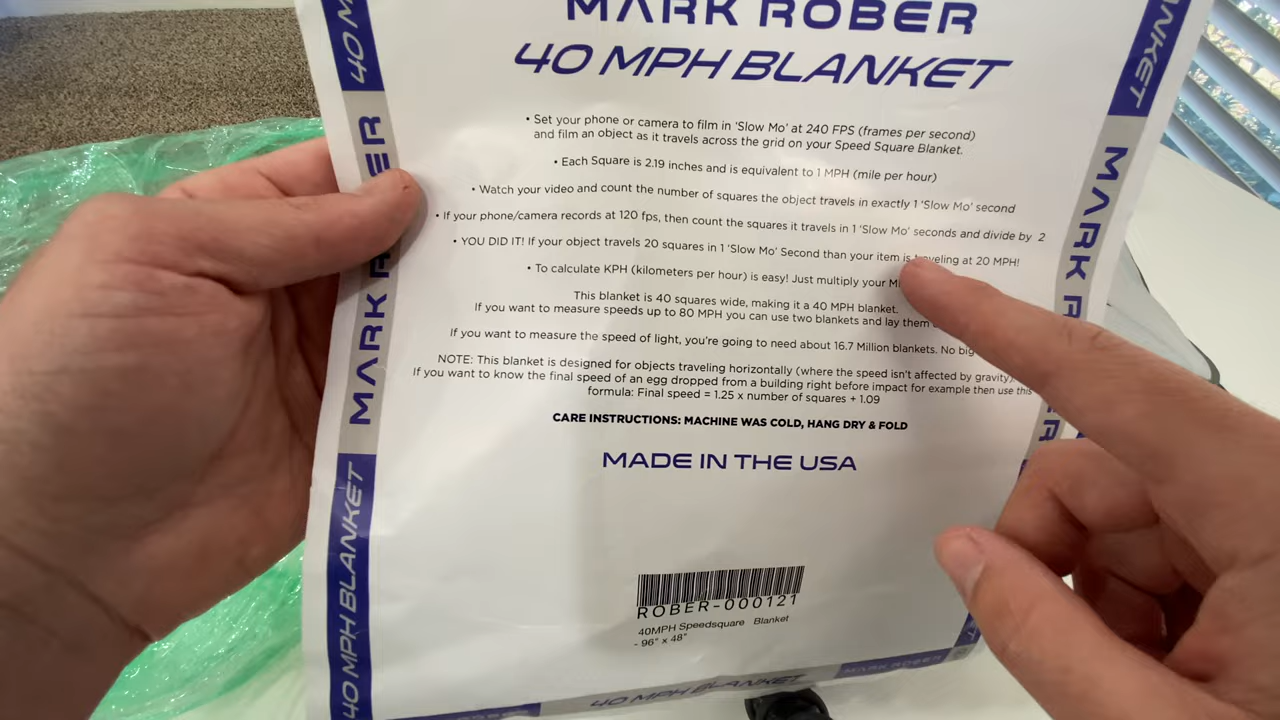 MARK ROBER
40 MPH BLANKET
• Set your phone or camera to film in 'Slow Mo' at 240 FPS (frames per second)
and film an object as it travels across the grid on your Speed Square Blanket.
• Each Square is 2.19 inches and is equivalent to 1 MPH (mile per hour)
• Watch your video and count the number of squares the object travels in exactly 1 'Slow Mo' second
• If your phone/camera records at 120 fps, then count the squares it travels in 1 'Slow Mo' seconds and divide by 2
• YOU DID IT! If your object travels 20 squares in 1 'Slow Mo' Second than your item is traveling at 20 MPH!
• To calculate KPH (kilometers per hour) is easy! Just multiply your
This blanket is 40 squares wide, making it a 40 MPH blanket.
If you want to measure speeds up to 80 MPH you can use two blankets and lay them
If you want to measure the speed of light, you're going to need about 16.7 Million blankets. No big
NOTE: This blanket is designed for objects traveling horizontally (where the speed isn't affected by gravity).
If you want to know the final speed of an egg dropped from a building right before impact for example then use this
formula: Final speed = 1.25 x number of squares + 1.09
CARE INSTRUCTIONS: MACHINE WAS COLD, HANG DRY & FOLD
MADE IN THE USA
ROBER-000121
40MPH Speedsquare Blanket
- 96" x 48"
40 M
MARK
ER
40 MPH BLANKET
NKET
MARK R
ER
MARK ROBER
40 MPH BLANKET
MARK ROBER